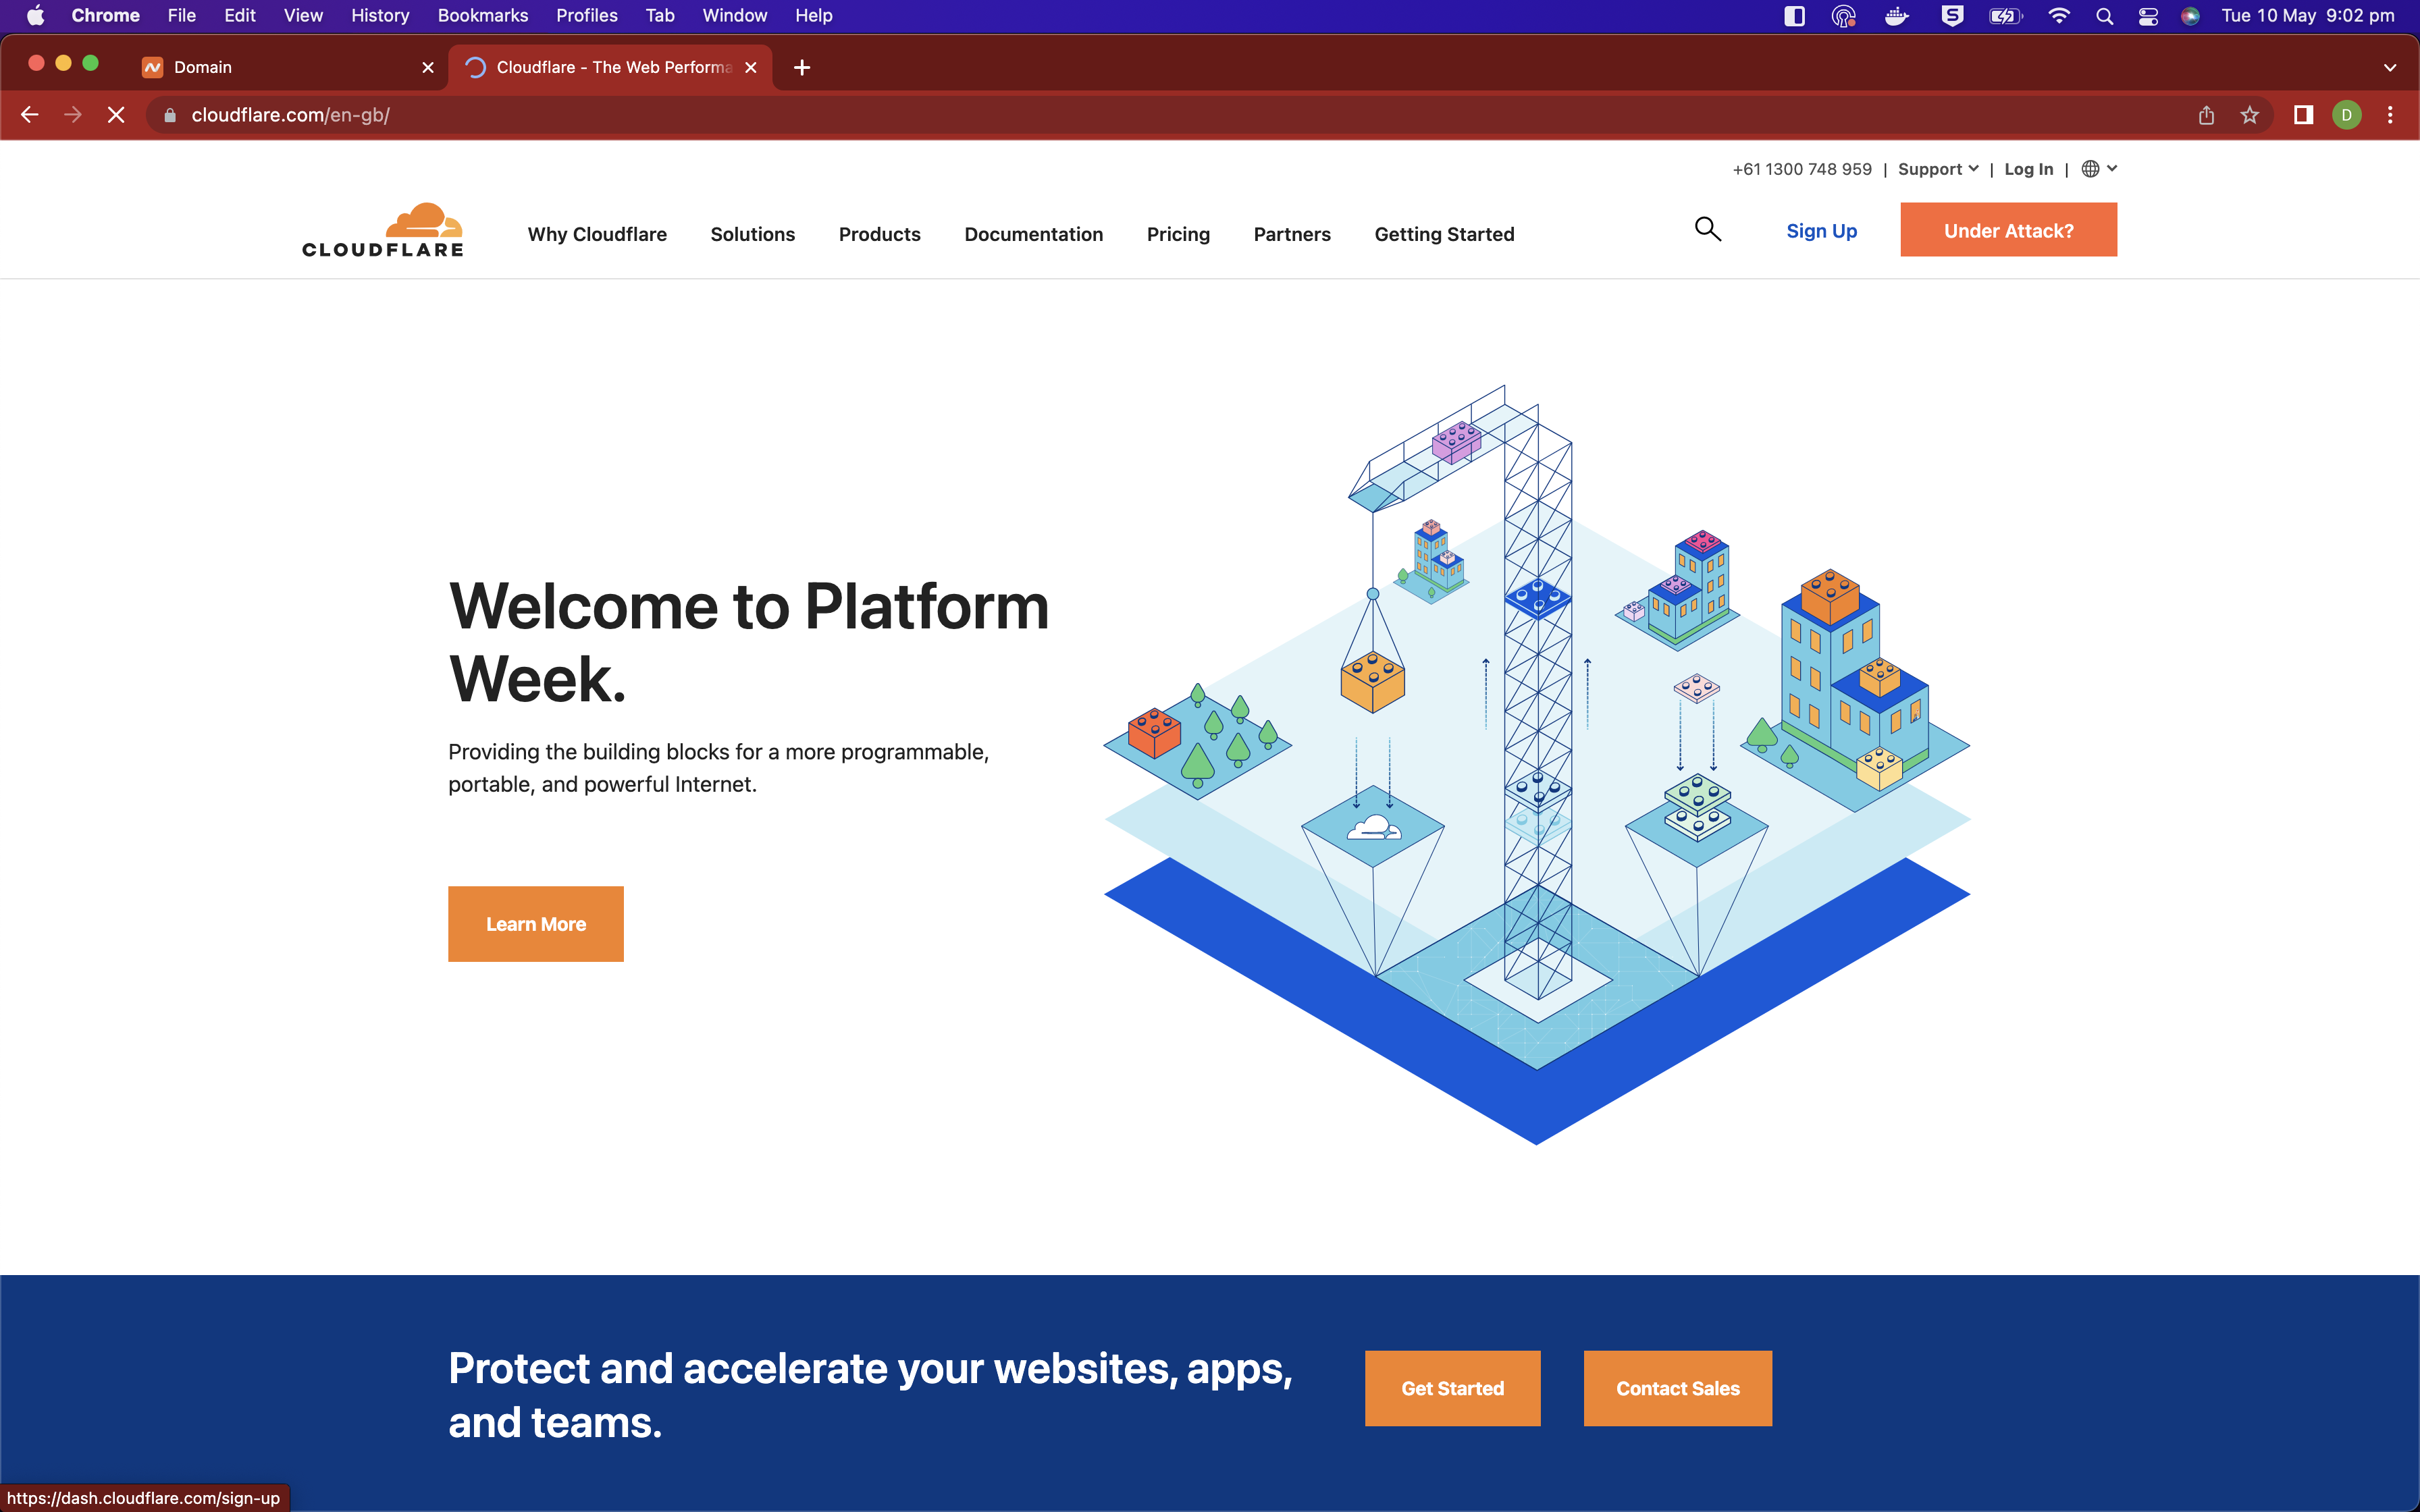 Chrome File Edit View History Bookmarks Profiles Tab Window Help Tue 10 May 9:02 pm
Domain Cloudflare - The Web Performa
cloudflare.com/en-gb/ D
+61 1300 748 959 | Support | Log In |
CLOUDFLARE Why Cloudflare Solutions Products Documentation Pricing Partners Getting Started Sign Up Under Attack?
Welcome to Platform
Week.
Providing the building blocks for a more programmable,
portable, and powerful Internet.
Learn More
Protect and accelerate your websites, apps,
and teams.
Get Started Contact Sales
https://dash.cloudflare.com/sign-up